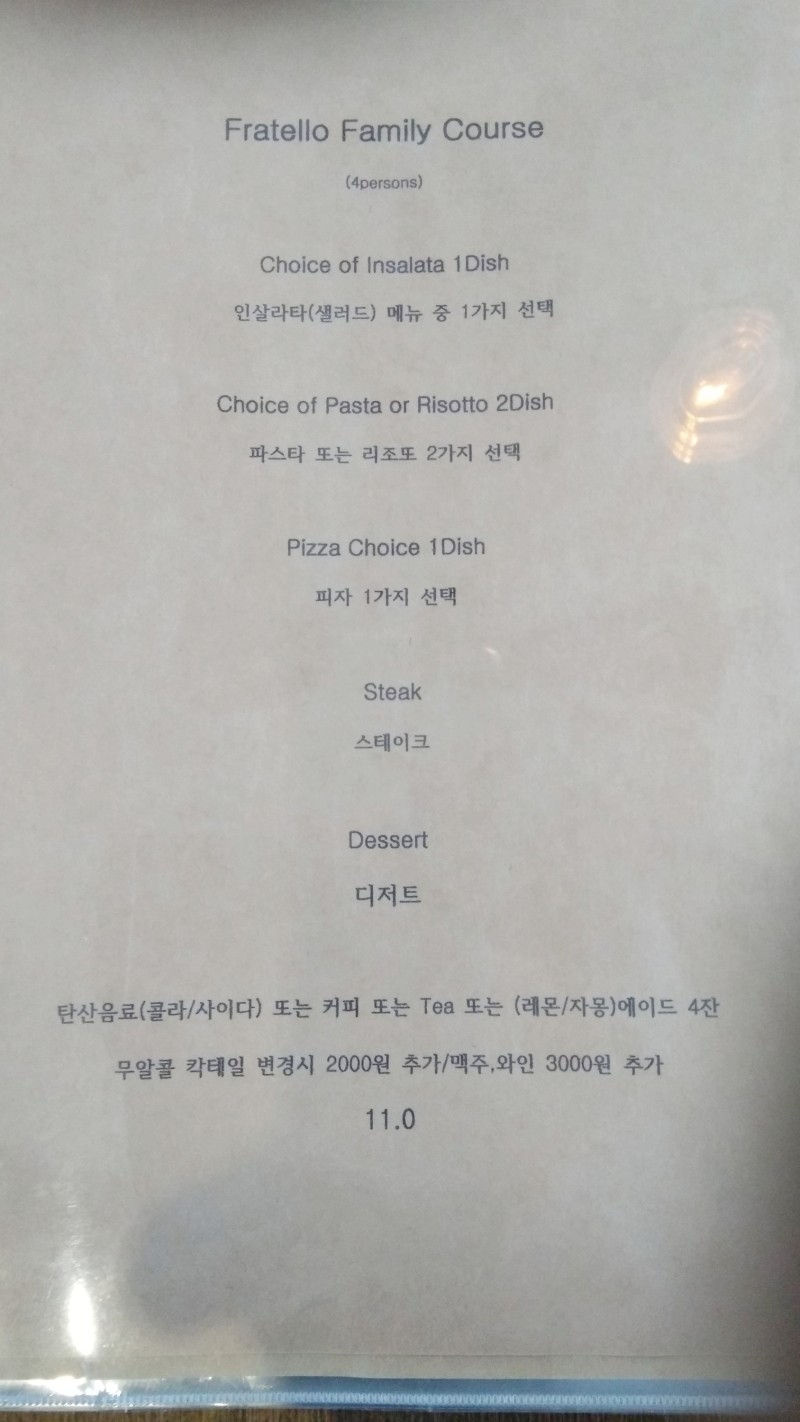 Fratello Family Course
(4persons)
Choice of Insalata 1Dish
인살라타(샐러드) 메뉴 중 1가지 선택
Choice of Pasta or Risotto 2Dish
파스타 또는 리조또 2가지 선택
Pizza Choice 1Dish
피자 1가지 선택
Steak
스테이크
Dessert
디저트
탄산음료(콜라/사이다) 또는 커피 또는 Tea 또는 (레몬/자몽)에이드 4잔
무알콜 칵테일 변경시 2000원 추가/맥주,와인 3000원 추가
11.0